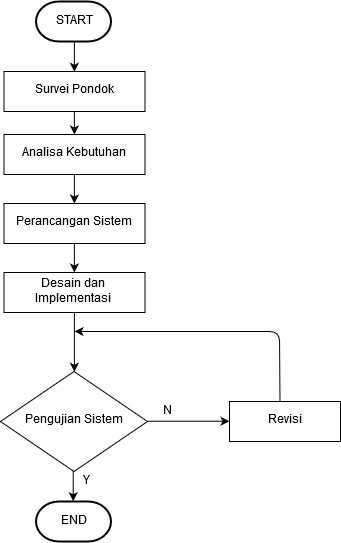 START
Survei Pondok
Analisa Kebutuhan
Perancangan Sistem
Desain dan
Implementasi
Pengujian Sistem
N
Revisi
Y
END